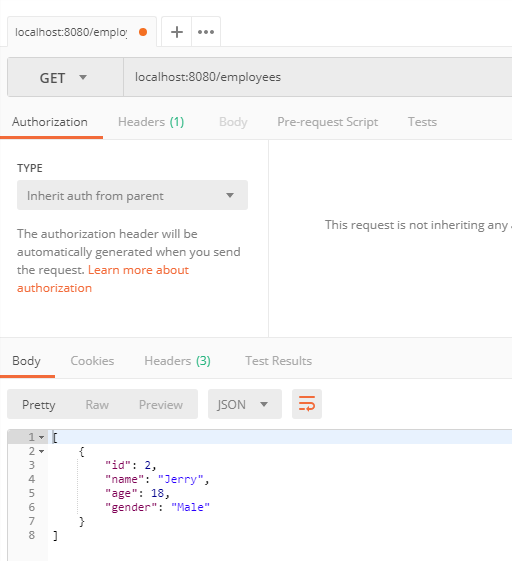 localhost:8080/emplo
+ •••
GET localhost:8080/employees
Authorization Headers (1) Body Pre-request Script Tests
TYPE
Inherit auth from parent
The authorization header will be
automatically generated when you send
the request. Learn more about
authorization
This request is not inheriting any
Body Cookies Headers (3) Test Results
Pretty Raw Preview JSON
1 [
2 {
3 "id": 2,
4 "name": "Jerry",
5 "age": 18,
6 "gender": "Male"
7 }
8 ]